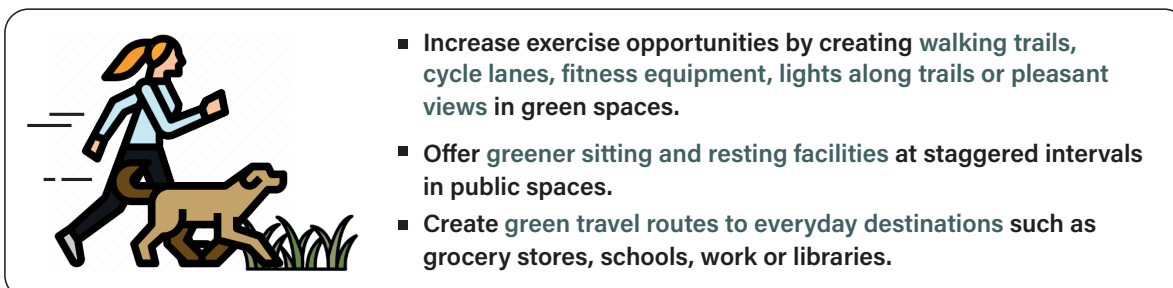 Increase exercise opportunities by creating walking trails,
cycle lanes, fitness equipment, lights along trails or pleasant
views in green spaces.
Offer greener sitting and resting facilities at staggered intervals
in public spaces.
Create green travel routes to everyday destinations such as
grocery stores, schools, work or libraries.